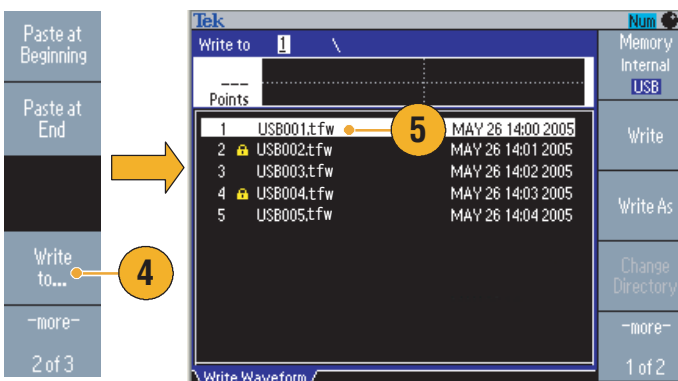 Paste at
Beginning
Paste at
End
Write
to...
4
-more-
2 of 3
Tek
Num
Write to 1 \
---
Points
1 USB001.tfw MAY 26 14:00 2005
5
2 USB002.tfw MAY 26 14:01 2005
3 USB003.tfw MAY 26 14:02 2005
4 USB004.tfw MAY 26 14:03 2005
5 USB005.tfw MAY 26 14:04 2005
Write Waveform
Memory
Internal
USB
Write
Write As
Change
Directory
-more-
1 of 2